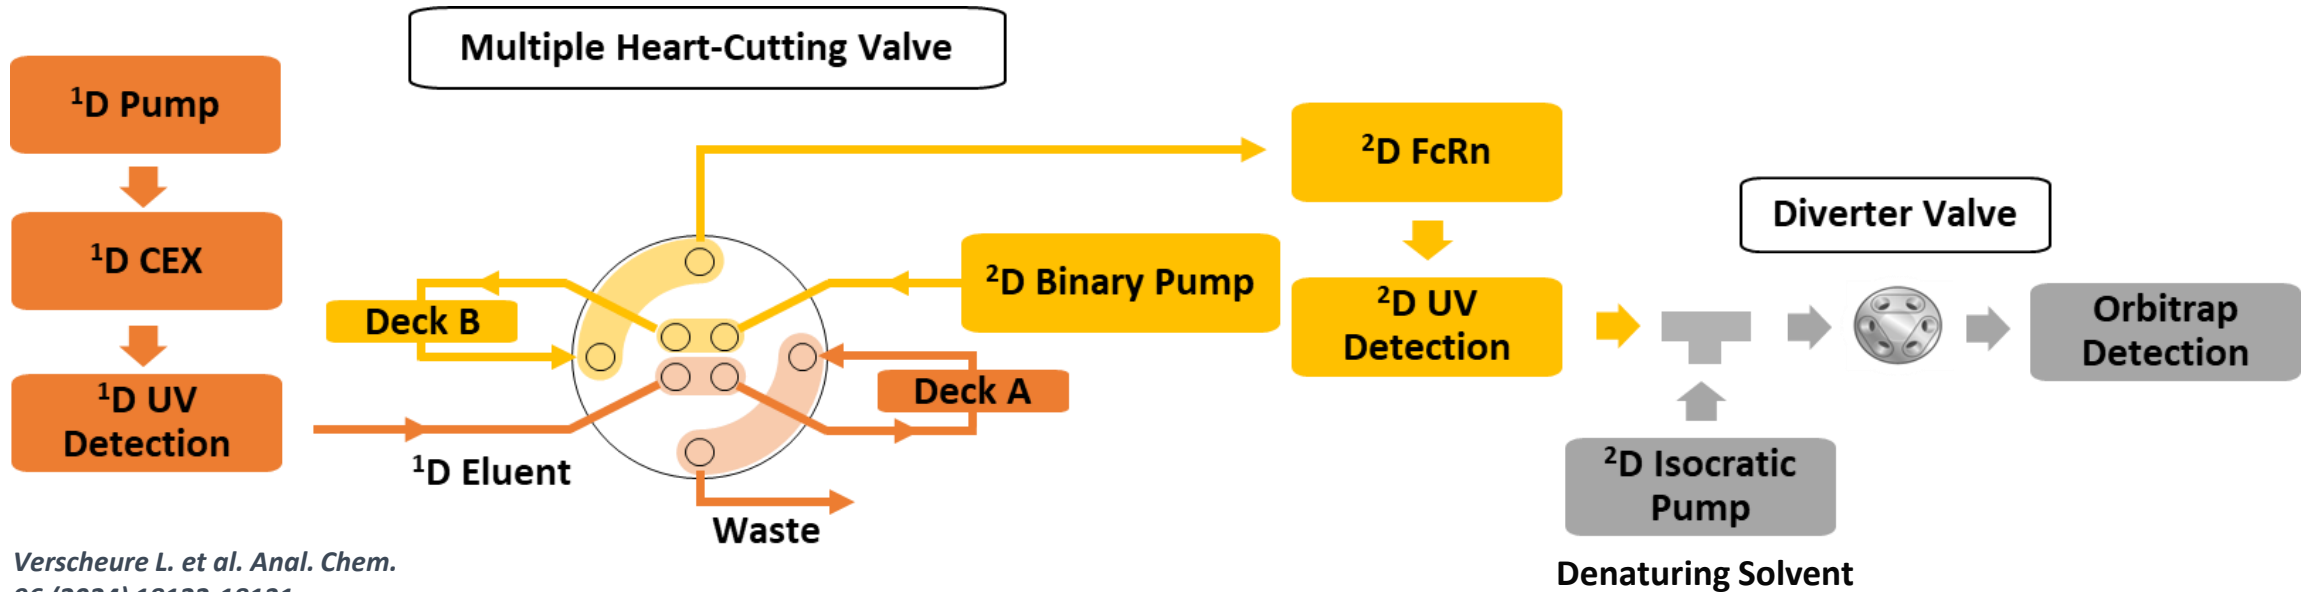 Multiple Heart-Cutting Valve
¹D Pump
¹D CEX
¹D UV
Detection
Deck B
¹D Eluent
Deck A
Waste
²D Binary Pump
²D FcRn
²D UV
Detection
Diverter Valve
Orbitrap
Detection
²D Isocratic
Pump
Denaturing Solvent
Verscheure L. et al. Anal. Chem.